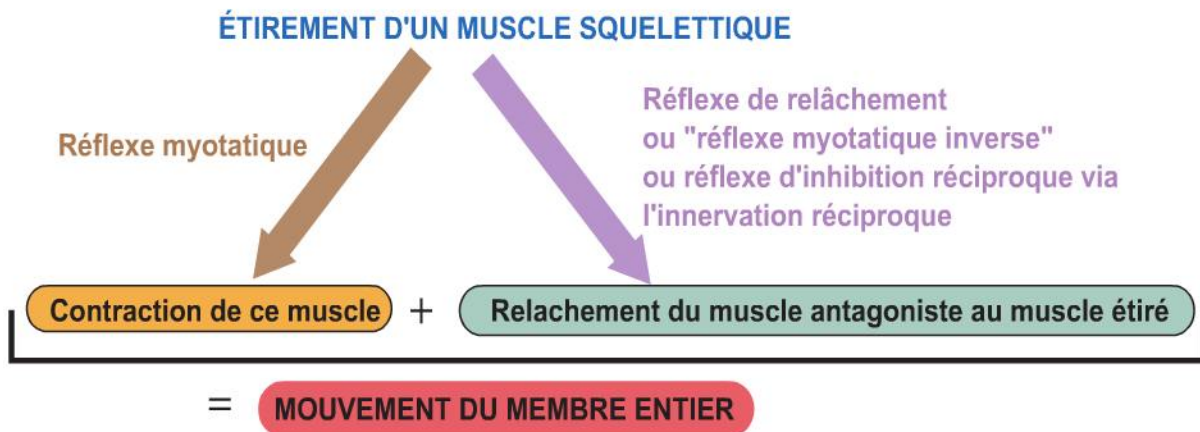 ÉTIREMENT D'UN MUSCLE SQUELETTIQUE
Réflexe myotatique
Réflexe de relâchement
ou "réflexe myotatique inverse"
ou réflexe d'inhibition réciproque via
l'innervation réciproque
Contraction de ce muscle + Relachement du muscle antagoniste au muscle étiré
= MOUVEMENT DU MEMBRE ENTIER